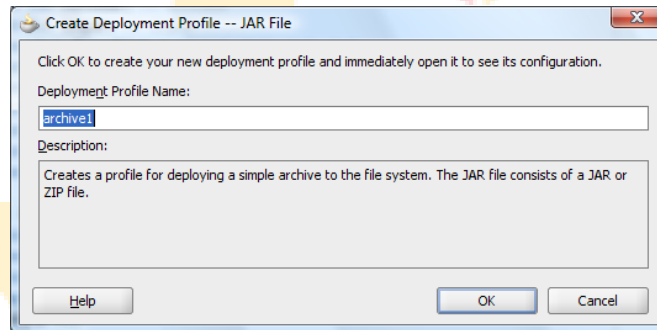 Create Deployment Profile -- JAR File
Click OK to create your new deployment profile and immediately open it to see its configuration.
Deployment Profile Name:
archive1
Description:
Creates a profile for deploying a simple archive to the file system. The JAR file consists of a JAR or
ZIP file.
Help
OK
Cancel